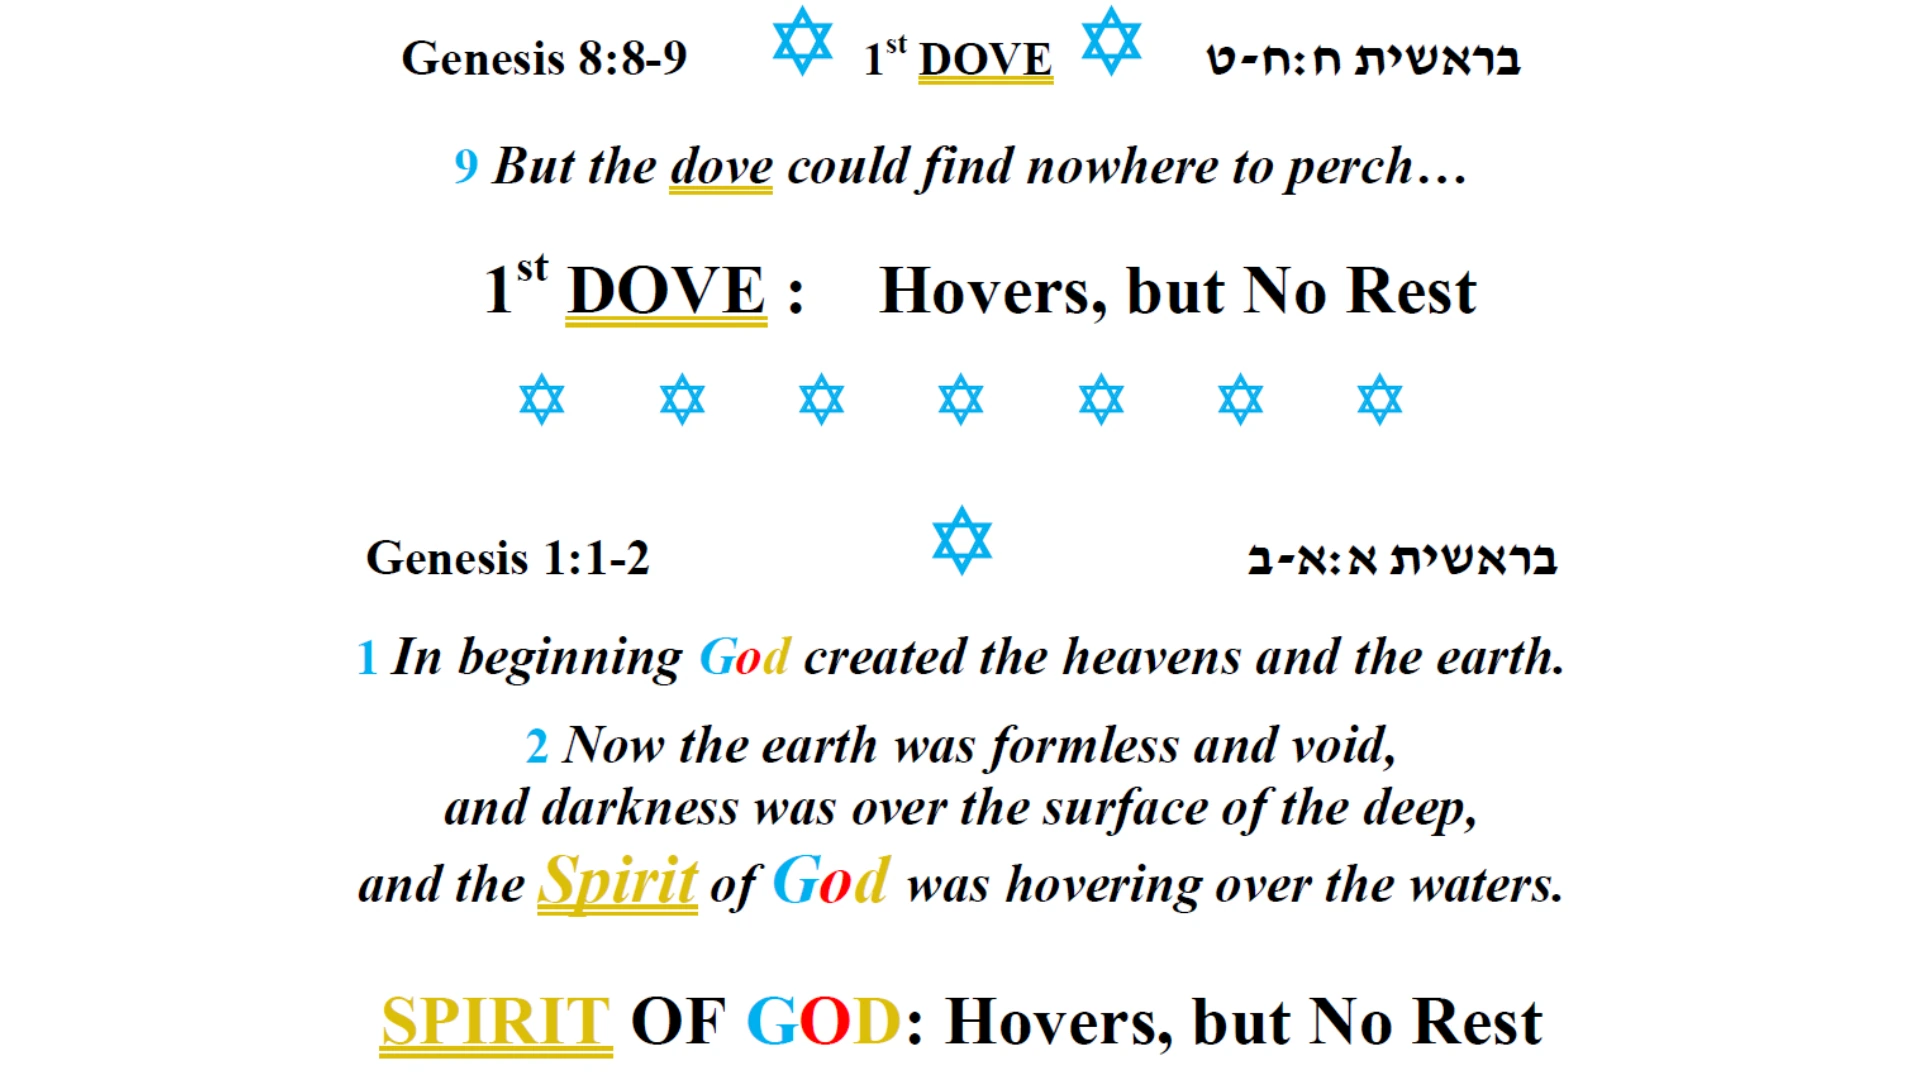 Genesis 8:8-9 ✡ 1st DOVE ✡ בראשית ח:ח-ט
9 But the dove could find nowhere to perch…
1st DOVE : Hovers, but No Rest
✡ ✡ ✡ ✡ ✡ ✡ ✡
Genesis 1:1-2 ✡ בראשית א:א-ב
1 In beginning God created the heavens and the earth.
2 Now the earth was formless and void,
and darkness was over the surface of the deep,
and the Spirit of God was hovering over the waters.
SPIRIT OF GOD: Hovers, but No Rest